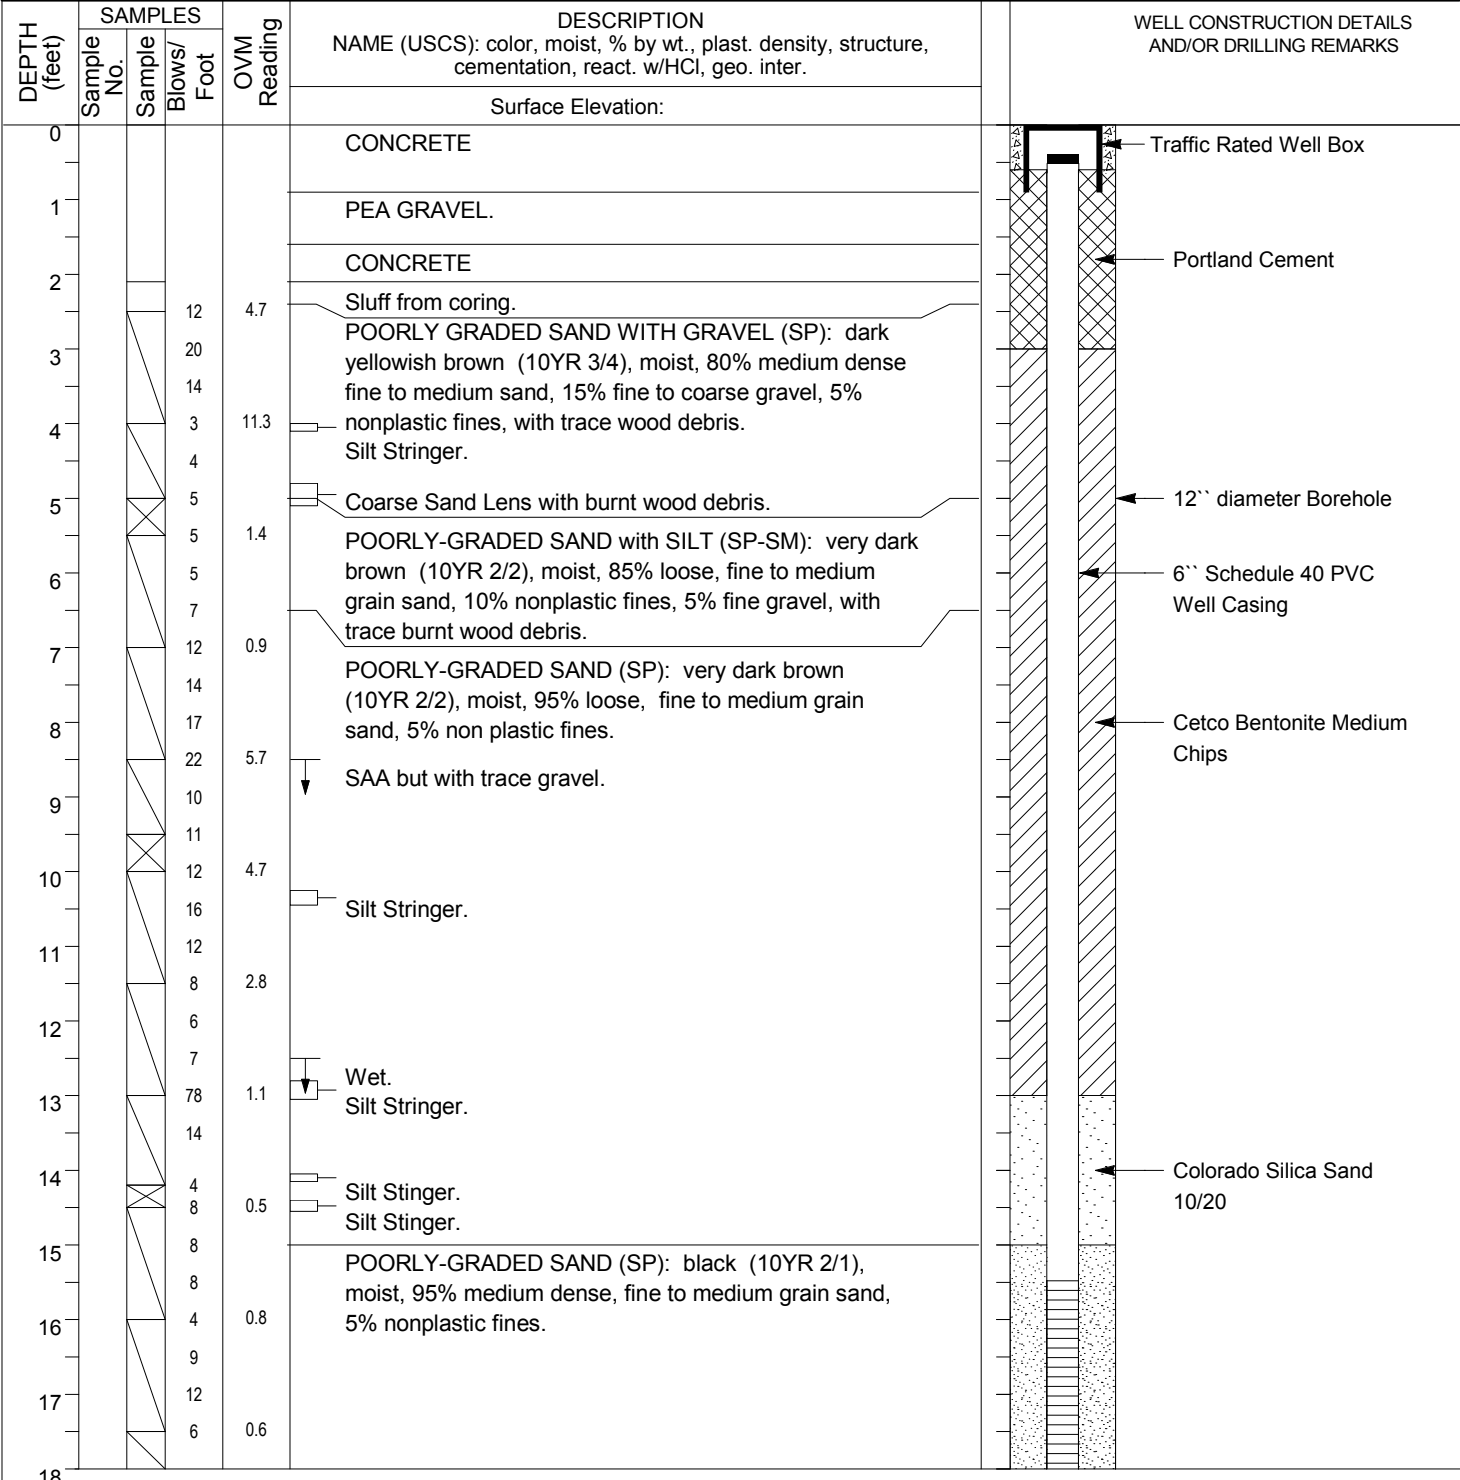 SAMPLES
DEPTH (feet)
Sample No.
Sample
Blows/ Foot
OVM Reading
DESCRIPTION
NAME (USCS): color, moist, % by wt., plast. density, structure,
cementation, react. w/HCl, geo. inter.
Surface Elevation:
WELL CONSTRUCTION DETAILS
AND/OR DRILLING REMARKS
0
CONCRETE
Traffic Rated Well Box
1
PEA GRAVEL.
CONCRETE
Portland Cement
2
Sluff from coring.
12 4.7
POORLY GRADED SAND WITH GRAVEL (SP): dark
3
20
yellowish brown (10YR 3/4), moist, 80% medium dense
14
fine to medium sand, 15% fine to coarse gravel, 5%
4
3 11.3
nonplastic fines, with trace wood debris.
4
Silt Stringer.
5
5
Coarse Sand Lens with burnt wood debris.
12`` diameter Borehole
5 1.4
POORLY-GRADED SAND with SILT (SP-SM): very dark
6
5
brown (10YR 2/2), moist, 85% loose, fine to medium
6`` Schedule 40 PVC
Well Casing
7
grain sand, 10% nonplastic fines, 5% fine gravel, with
trace burnt wood debris.
7
12 0.9
POORLY-GRADED SAND (SP): very dark brown
14
(10YR 2/2), moist, 95% loose, fine to medium grain
8
17
sand, 5% non plastic fines.
Cetco Bentonite Medium
Chips
22 5.7
SAA but with trace gravel.
9
10
11
10
12 4.7
16
Silt Stringer.
11
12
8 2.8
12
6
7
Wet.
13
78 1.1
Silt Stringer.
14
14
4
Silt Stinger.
Colorado Silica Sand
10/20
8 0.5
Silt Stinger.
15
8
POORLY-GRADED SAND (SP): black (10YR 2/1),
8
moist, 95% medium dense, fine to medium grain sand,
16
4 0.8
5% nonplastic fines.
9
17
12
6 0.6
18